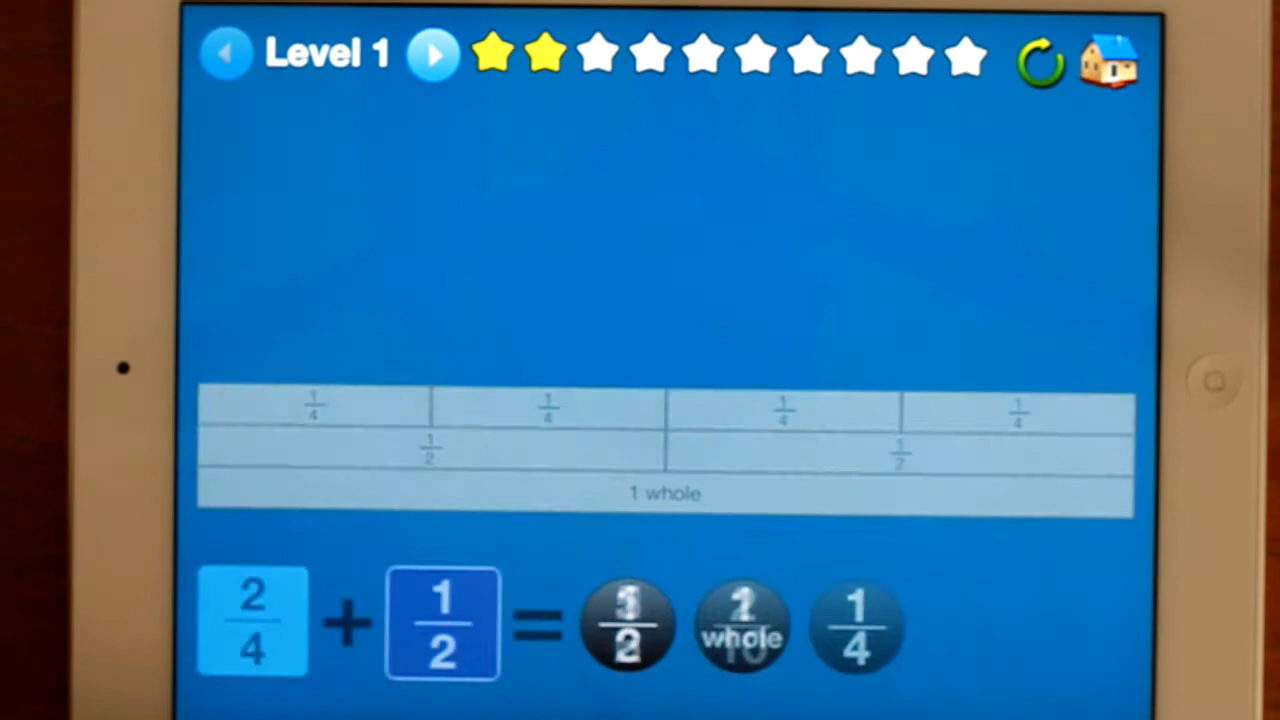 Level 1
1/4 1/4 1/4 1/4
1/2 1/2
1 whole
2/4 + 1/2 = whole 1/4